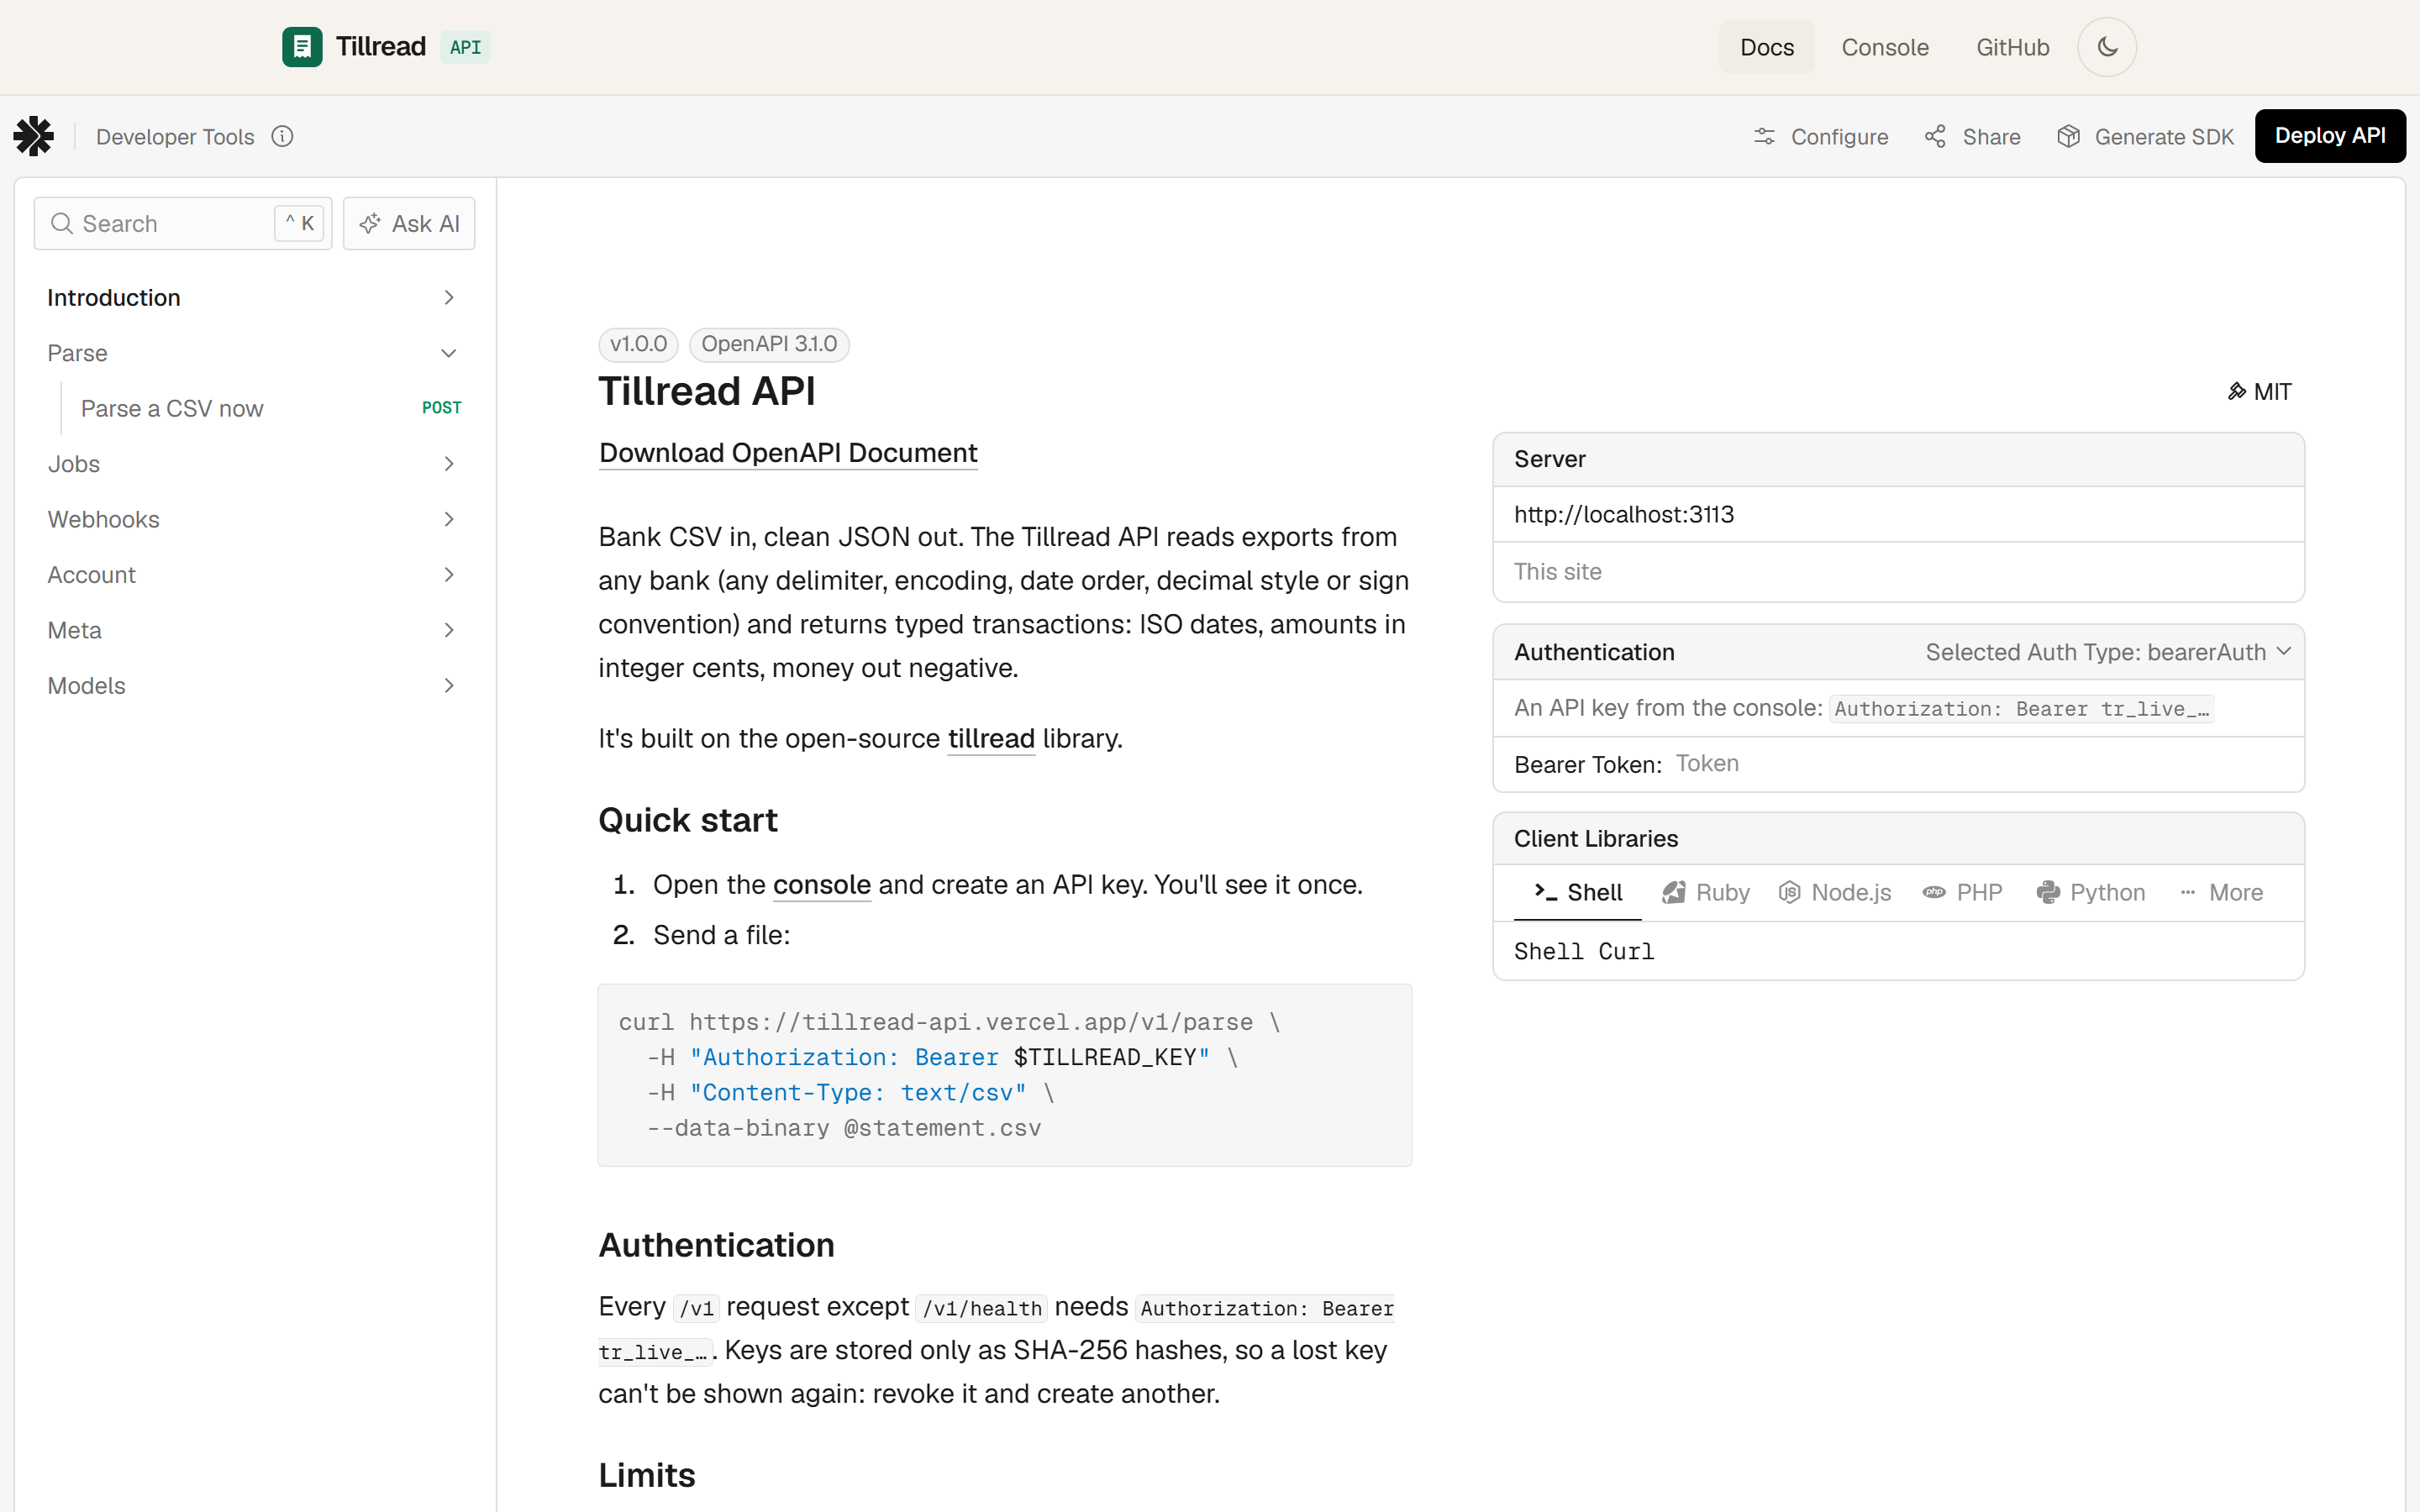 Tillread API
Docs
Console
GitHub
Developer Tools
Configure
Share
Generate SDK
Deploy API
Search
^ K
Ask AI
Introduction
Parse
Parse a CSV now POST
Jobs
Webhooks
Account
Meta
Models
v1.0.0 OpenAPI 3.1.0
Tillread API
MIT
Download OpenAPI Document
Bank CSV in, clean JSON out. The Tillread API reads exports from
any bank (any delimiter, encoding, date order, decimal style or sign
convention) and returns typed transactions: ISO dates, amounts in
integer cents, money out negative.
It's built on the open-source tillread library.
Quick start
1. Open the console and create an API key. You'll see it once.
2. Send a file:
curl https://tillread-api.vercel.app/v1/parse \
-H "Authorization: Bearer $TILLREAD_KEY" \
-H "Content-Type: text/csv" \
--data-binary @statement.csv
Authentication
Every /v1 request except /v1/health needs Authorization: Bearer
tr_live_…. Keys are stored only as SHA-256 hashes, so a lost key
can't be shown again: revoke it and create another.
Limits
Server
http://localhost:3113
This site
Authentication
Selected Auth Type: bearerAuth
An API key from the console: Authorization: Bearer tr_live_…
Bearer Token: Token
Client Libraries
Shell
JS
php
Ruby
Node.js
PHP
Python
More
Shell Curl